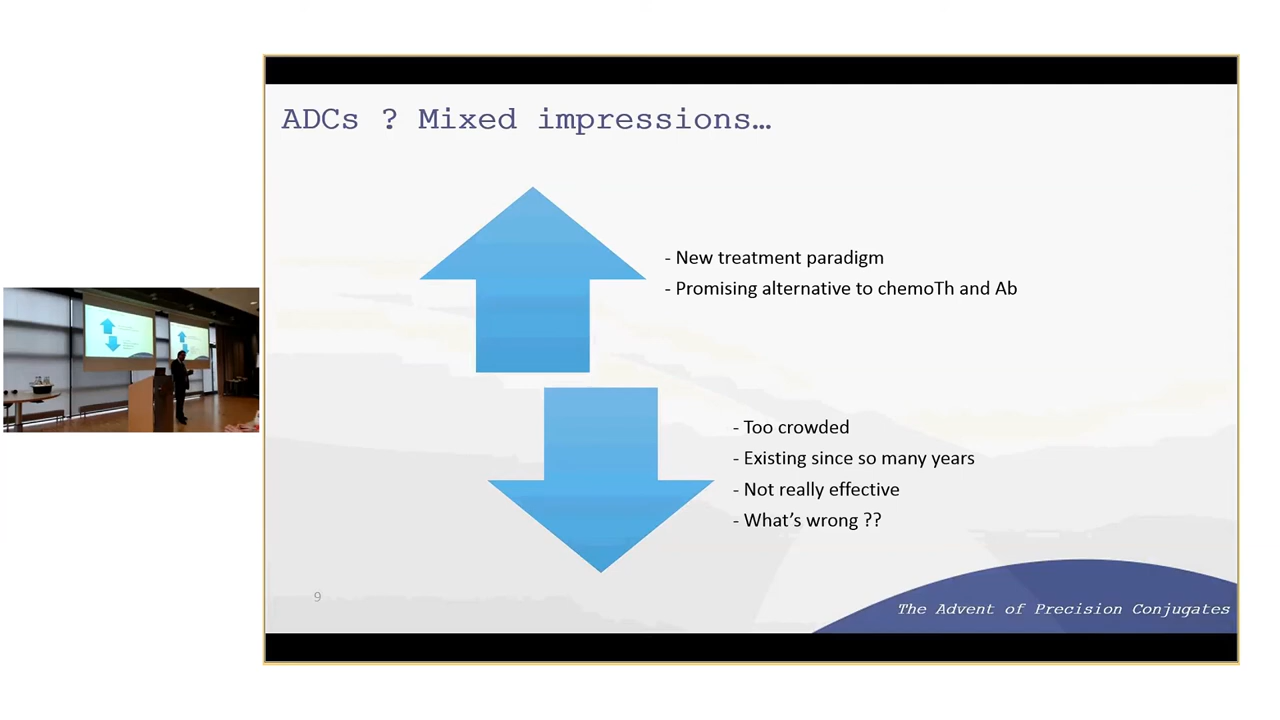 ADCs ? Mixed impressions…
- New treatment paradigm
- Promising alternative to chemoTh and Ab
- Too crowded
- Existing since so many years
- Not really effective
- What's wrong ??
9
The Advent of Precision Conjugates